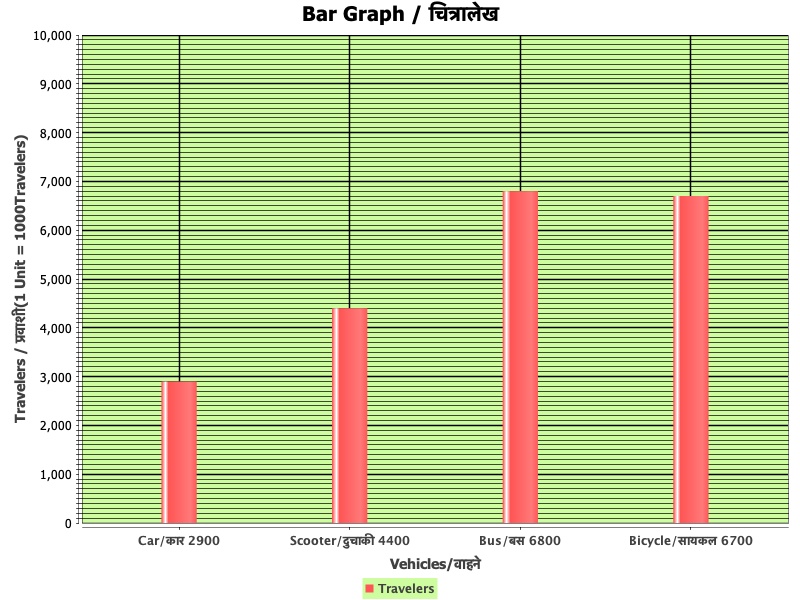 Bar Graph / चित्रालेख
Travelers / प्रवाशी(1 Unit = 1000Travelers)
10,000
9,000
8,000
7,000
6,000
5,000
4,000
3,000
2,000
1,000
0
Car/कार 2900 Scooter/दुचाकी 4400 Bus/बस 6800 Bicycle/सायकल 6700
Vehicles/वाहने
Travelers